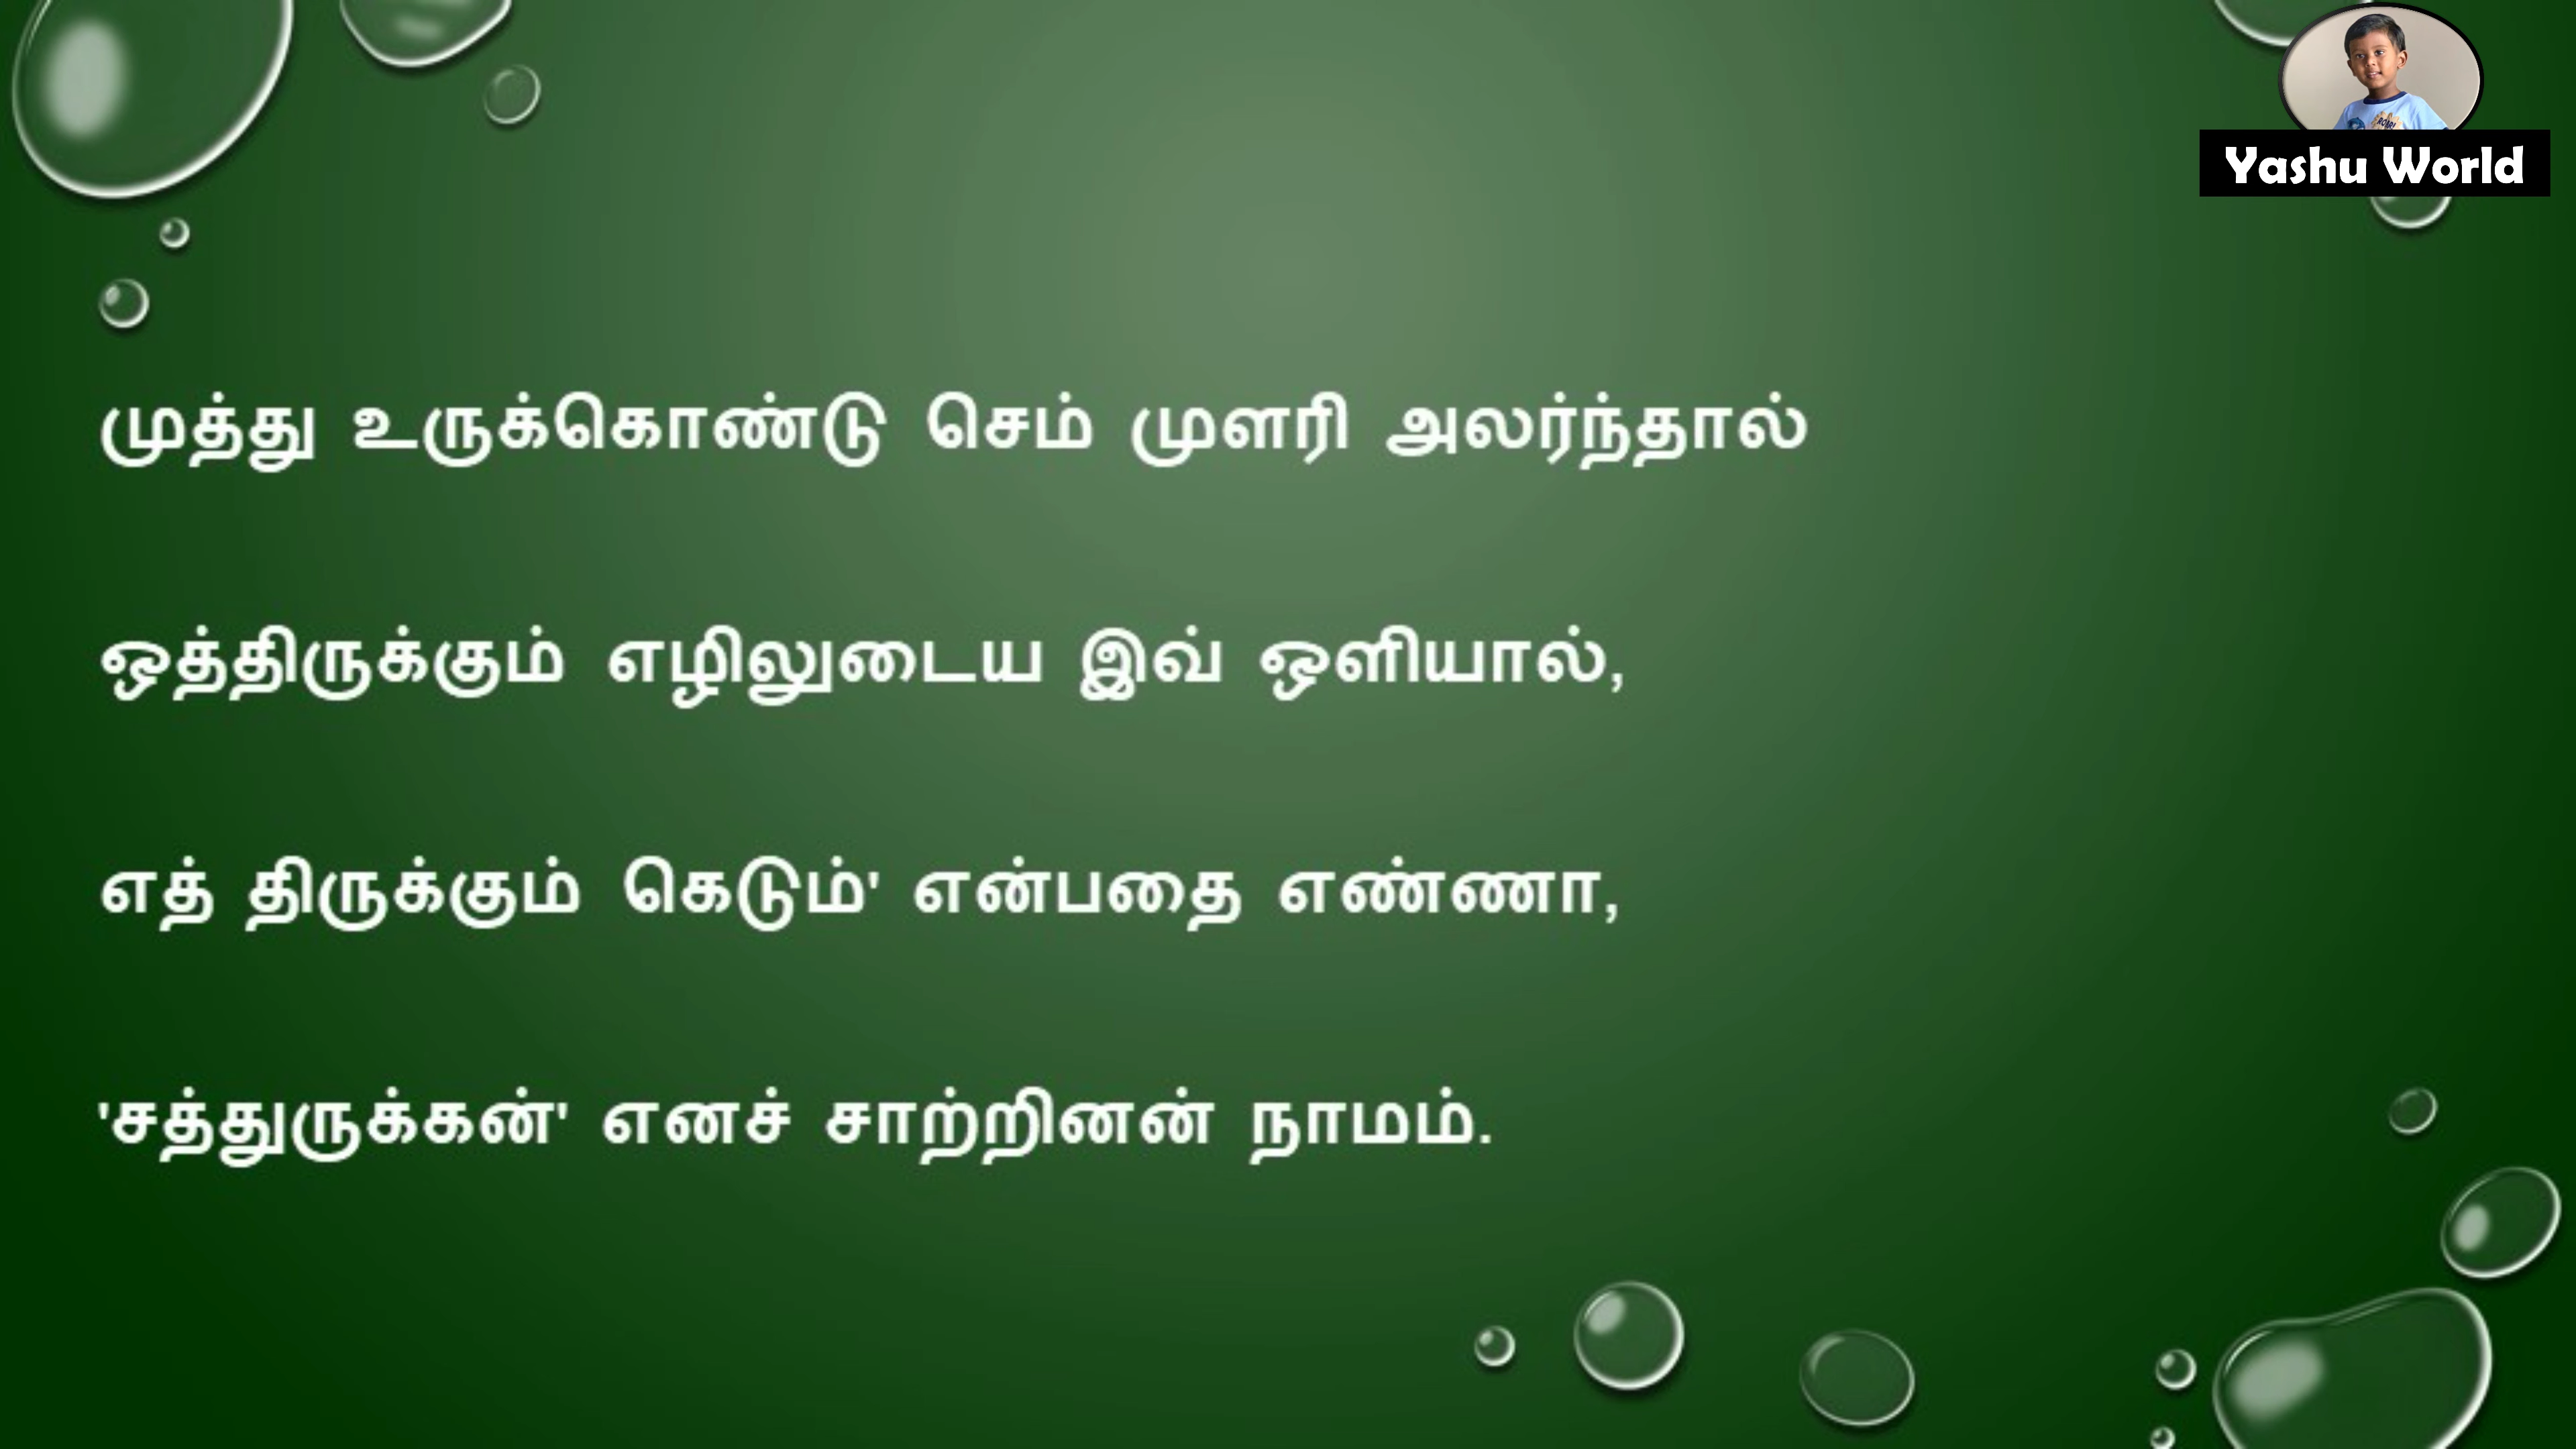 Yashu World
முத்து உருக்கொண்டு செம் முளரி அலர்ந்தால்
ஒத்திருக்கும் எழிலுடைய இவ் ஒளியால்,
எத் திருக்கும் கெடும்' என்பதை எண்ணா,
'சத்துருக்கன்' எனச் சாற்றினன் நாமம்.